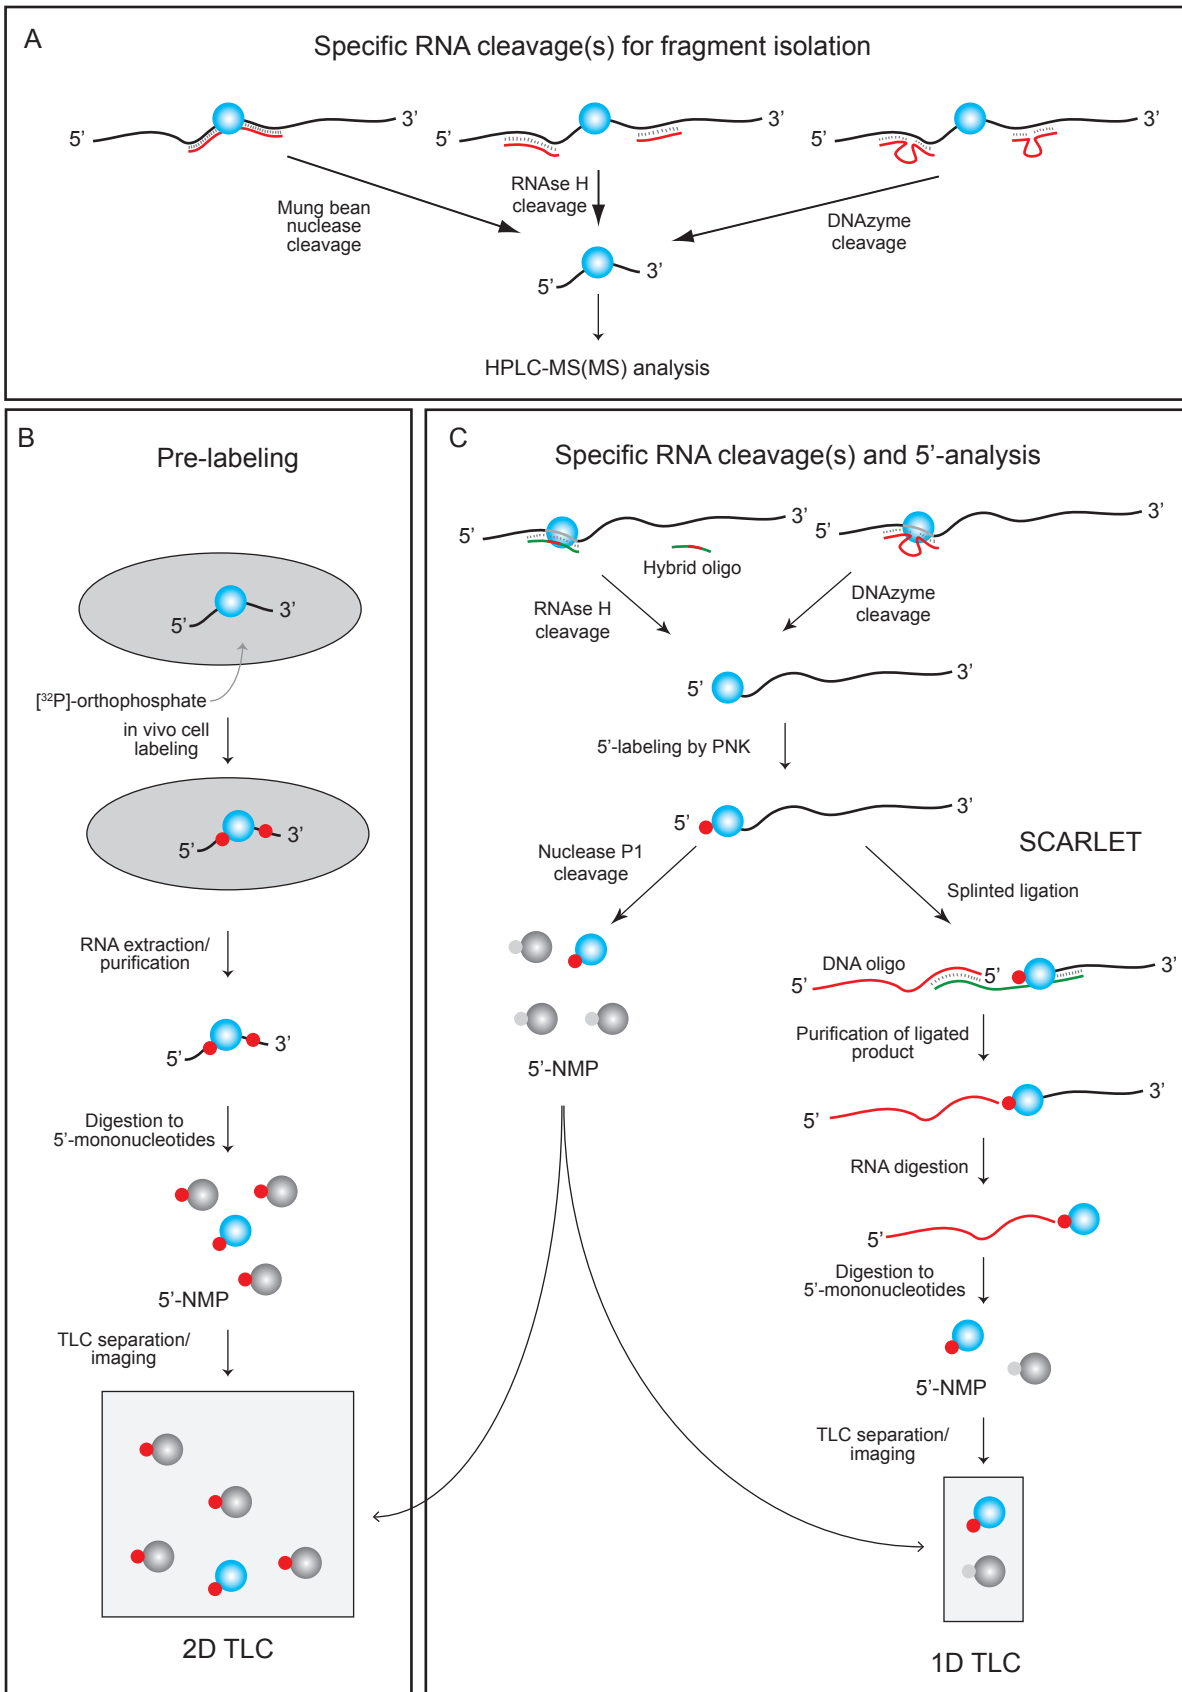 A
Specific RNA cleavage(s) for fragment isolation
5’
3’
5’
3’
5’
3’
Mung bean
nuclease
cleavage
RNAse H
cleavage
DNAzyme
cleavage
5’
3’
HPLC-MS(MS) analysis
B
Pre-labeling
5’
3’
[³²P]-orthophosphate
in vivo cell
labeling
5’
3’
RNA extraction/
purification
5’
3’
Digestion to
5’-mononucleotides
5’-NMP
TLC separation/
imaging
2D TLC
C
Specific RNA cleavage(s) and 5’-analysis
5’
3’
5’
3’
Hybrid oligo
RNAse H
cleavage
DNAzyme
cleavage
5’
3’
5’-labeling by PNK
5’
3’
Nuclease P1
cleavage
SCARLET
Splinted ligation
5’-NMP
DNA oligo
5’
5’
3’
Purification of ligated
product
5’
3’
RNA digestion
5’
Digestion to
5’-mononucleotides
5’-NMP
TLC separation/
imaging
1D TLC